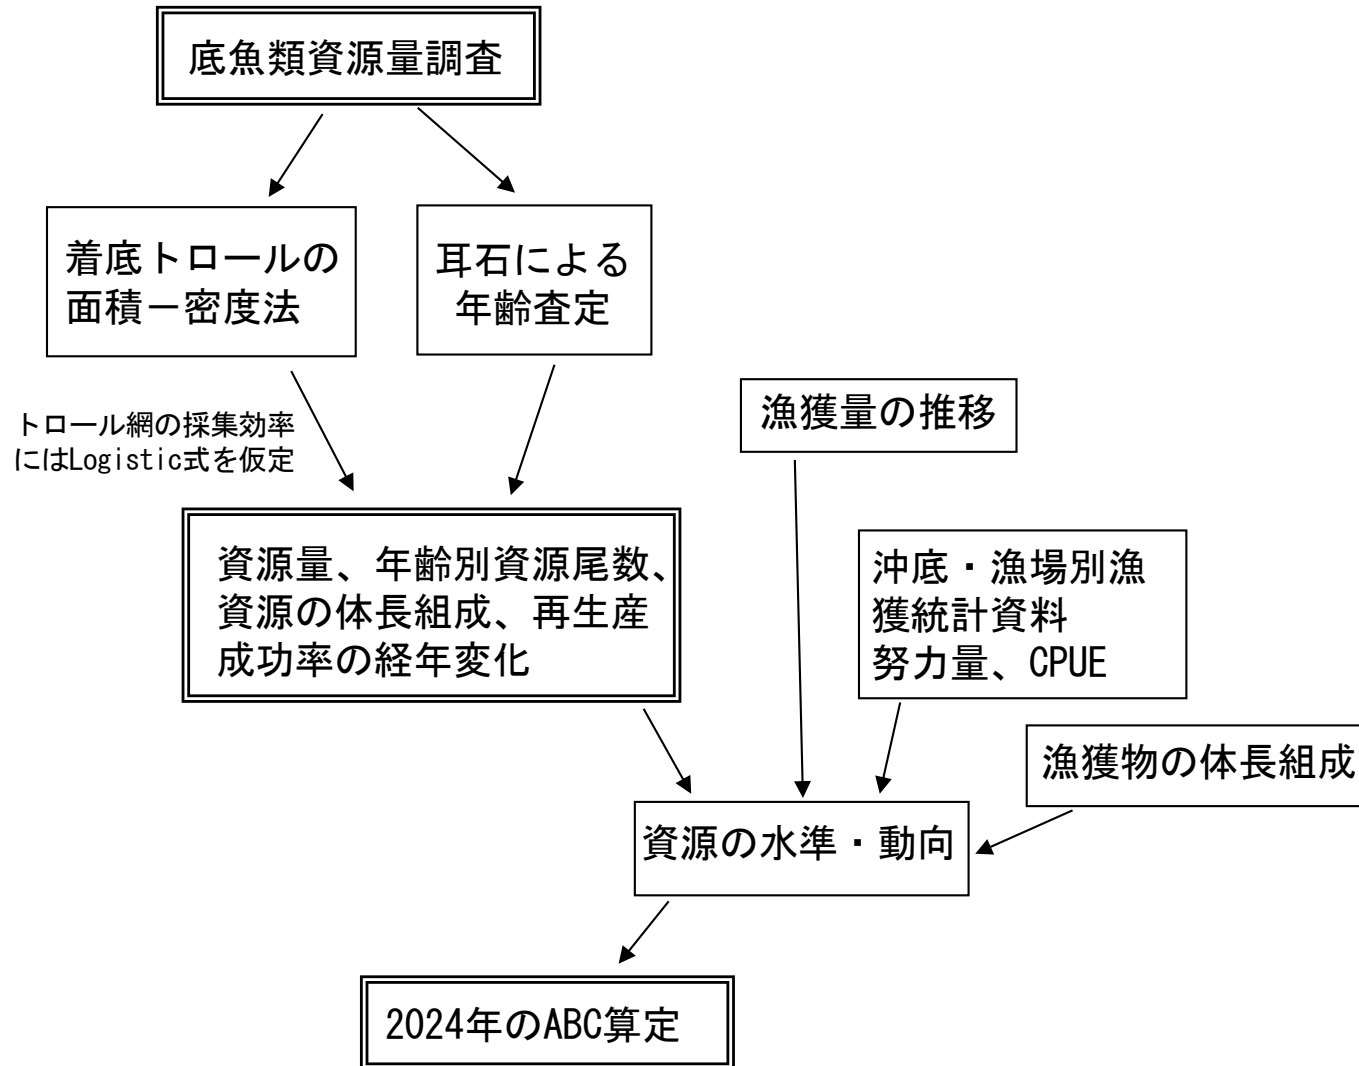 底魚類資源量調査
着底トロールの
面積－密度法
耳石による
年齢査定
トロール網の採集効率
にはLogistic式を仮定
漁獲量の推移
資源量、年齢別資源尾数、
資源の体長組成、再生産
成功率の経年変化
沖底・漁場別漁
獲統計資料
努力量、CPUE
漁獲物の体長組成
資源の水準・動向
2024年のABC算定